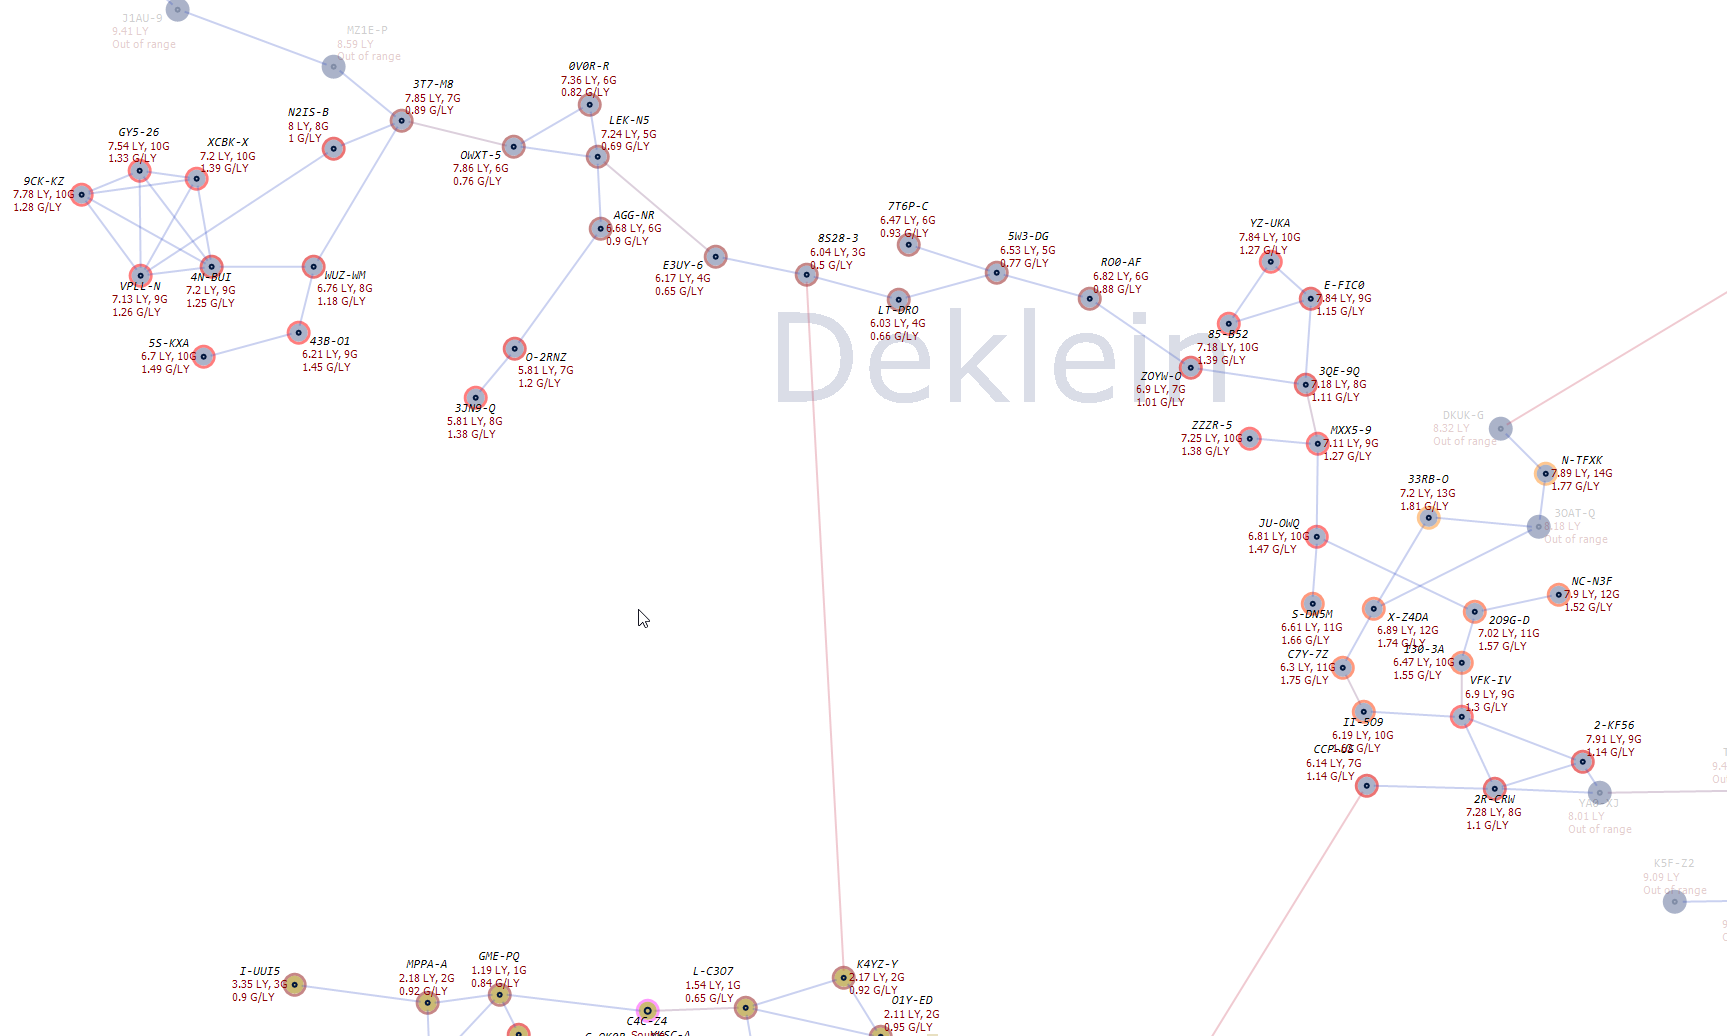 J1AU-9
9.41 LY
Out of range
MZ1E-P
8.59 LY
Out of range
3T7-M8
7.85 LY, 7G
0.89 G/LY
0V0R-R
7.36 LY, 6G
0.82 G/LY
N2IS-B
8 LY, 8G
1 G/LY
LEK-N5
7.24 LY, 5G
0.69 G/LY
GY5-26
7.54 LY, 10G
1.33 G/LY
XCBK-X
7.2 LY, 10G
1.39 G/LY
OWXT-5
7.86 LY, 6G
0.76 G/LY
9CK-KZ
7.78 LY, 10G
1.28 G/LY
AGG-NR
6.68 LY, 6G
0.9 G/LY
7T6P-C
6.47 LY, 6G
0.93 G/LY
8S28-3
6.04 LY, 3G
0.5 G/LY
5W3-DG
6.53 LY, 5G
0.77 G/LY
YZ-UKA
7.84 LY, 10G
1.27 G/LY
E3UY-6
6.17 LY, 4G
0.65 G/LY
RO0-AF
6.82 LY, 6G
0.88 G/LY
VPLL-N
7.13 LY, 9G
1.26 G/LY
4N-BUI
7.2 LY, 9G
1.25 G/LY
WUZ-WM
6.76 LY, 8G
1.18 G/LY
E-FIC0
7.84 LY, 9G
1.15 G/LY
LT-DRO
6.03 LY, 4G
0.66 G/LY
Deklein
85-B52
7.18 LY, 10G
1.39 G/LY
5S-KXA
6.7 LY, 10G
1.49 G/LY
43B-O1
6.21 LY, 9G
1.45 G/LY
O-2RNZ
5.81 LY, 7G
1.2 G/LY
ZOYW-O
6.9 LY, 7G
1.01 G/LY
3QE-9Q
7.18 LY, 8G
1.11 G/LY
3JN9-Q
5.81 LY, 8G
1.38 G/LY
ZZZR-5
7.25 LY, 10G
1.38 G/LY
MXX5-9
7.11 LY, 9G
1.27 G/LY
DKUK-G
8.32 LY
Out of range
N-TFXK
7.89 LY, 14G
1.77 G/LY
33RB-O
7.2 LY, 13G
1.81 G/LY
3OAT-Q
8.18 LY
Out of range
JU-OWQ
6.81 LY, 10G
1.47 G/LY
NC-N3F
7.9 LY, 12G
1.52 G/LY
S-DN5M
6.61 LY, 11G
1.66 G/LY
X-Z4DA
6.89 LY, 12G
1.74 G/LY
2O9G-D
7.02 LY, 11G
1.57 G/LY
C7Y-7Z
6.3 LY, 11G
1.75 G/LY
I30-3A
6.47 LY, 10G
1.55 G/LY
VFK-IV
6.9 LY, 9G
1.3 G/LY
II-5O9
6.19 LY, 10G
G/LY
2-KF56
7.91 LY, 9G
1.14 G/LY
6.14 LY, 7G
1.14 G/LY
2R-CRW
7.28 LY, 8G
1.1 G/LY
8.01 LY
Out of range
K5F-Z2
9.09 LY
Out of range
I-UUI5
3.35 LY, 3G
0.9 G/LY
MPPA-A
2.18 LY, 2G
0.92 G/LY
GME-PQ
1.19 LY, 1G
0.84 G/LY
L-C3O7
1.54 LY, 1G
0.65 G/LY
K4YZ-Y
2.17 LY, 2G
0.92 G/LY
O1Y-ED
2.11 LY, 2G
0.95 G/LY
C4C-Z4